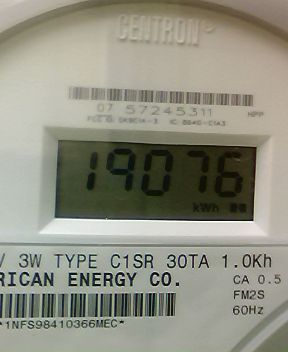 CENTRON®
07 57245311 HPP
19076
kWh
V 3W TYPE C1SR 30TA 1.0Kh
RICAN ENERGY CO. CA 0.5
FM2S
60Hz
*1NFS98410366MEC*